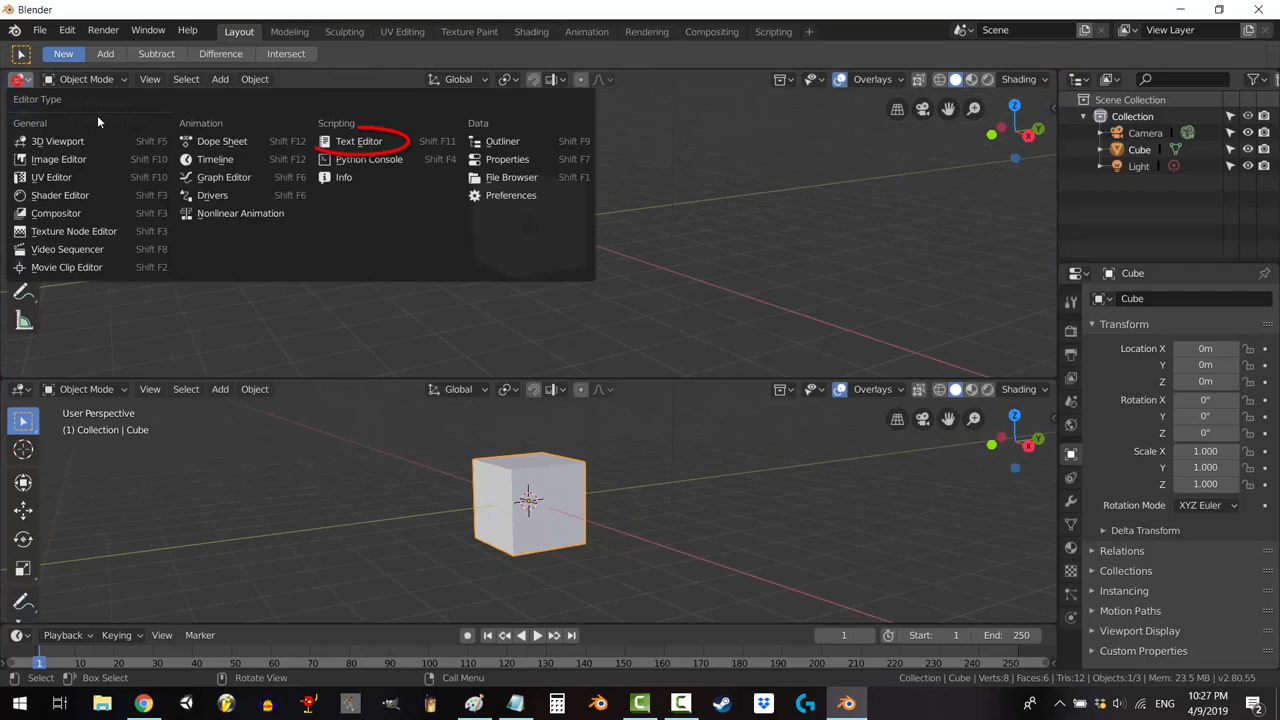 Blender
File Edit Render Window Help Layout Modeling Sculpting UV Editing Texture Paint Shading Animation Rendering Compositing Scripting + Scene View Layer
New Add Subtract Difference Intersect
Object Mode View Select Add Object Global Overlays Shading
Editor Type
General Animation Scripting Data
3D Viewport Shift F5 Dope Sheet Shift F12 Text Editor Shift F11 Outliner Shift F9
Image Editor Shift F10 Timeline Shift F12 Python Console Shift F4 Properties Shift F7
UV Editor Shift F10 Graph Editor Shift F6 Info File Browser Shift F1
Shader Editor Shift F3 Drivers Shift F6 Preferences
Compositor Shift F3 Nonlinear Animation
Texture Node Editor Shift F3
Video Sequencer Shift F8
Movie Clip Editor Shift F2
Z
Y
X
Scene Collection
Collection
Camera
Cube
Light
Cube
Cube
Transform
Location X 0m
Y 0m
Z 0m
Rotation X 0°
Y 0°
Z 0°
Scale X 1.000
Y 1.000
Z 1.000
Rotation Mode XYZ Euler
Delta Transform
Relations
Collections
Instancing
Motion Paths
Viewport Display
Custom Properties
Object Mode View Select Add Object Global Overlays Shading
User Perspective
(1) Collection | Cube
Z
Y
X
Playback Keying View Marker 1 Start: 1 End: 250
1 10 20 30 40 50 60 70 80 90 100 110 120 130 140 150 160 170 180 190 200 210 220 230 240 250
Select Box Select Rotate View Call Menu Collection | Cube | Verts:8 | Faces:6 | Tris:12 | Objects:1/3 | Mem: 23.5 MB | v2.80.55
ENG 10:27 PM
4/9/2019
2